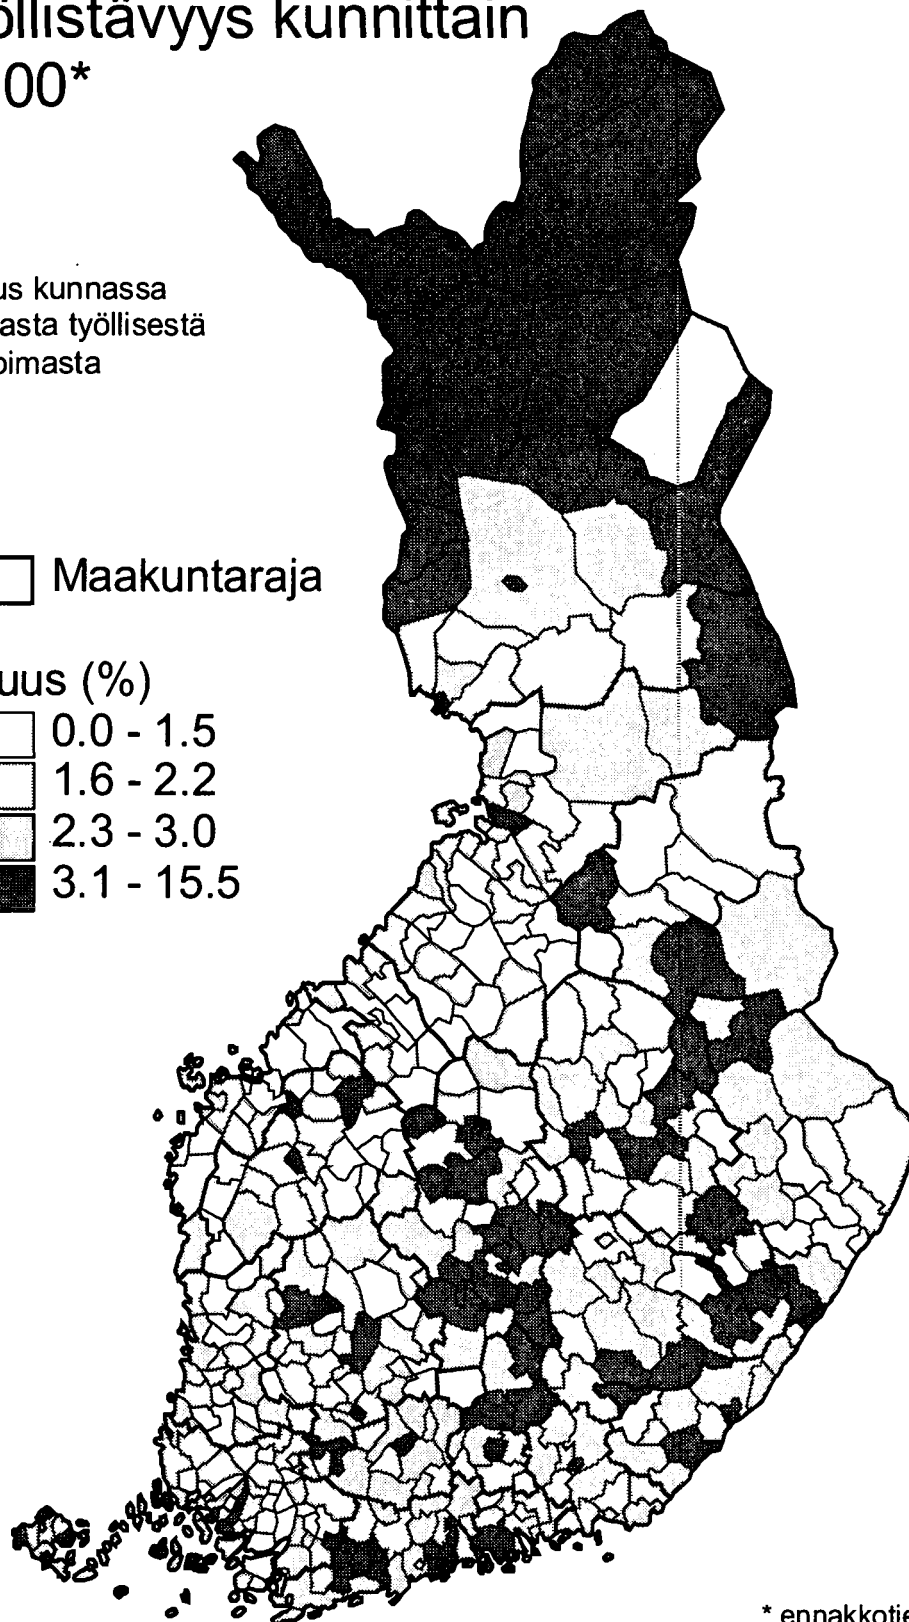 öllistävyys kunnittain
00*
us kunnassa
asta työllisestä
oimasta
Maakuntaraja
uus (%)
0.0 - 1.5
1.6 - 2.2
2.3 - 3.0
3.1 - 15.5
* ennakkotie